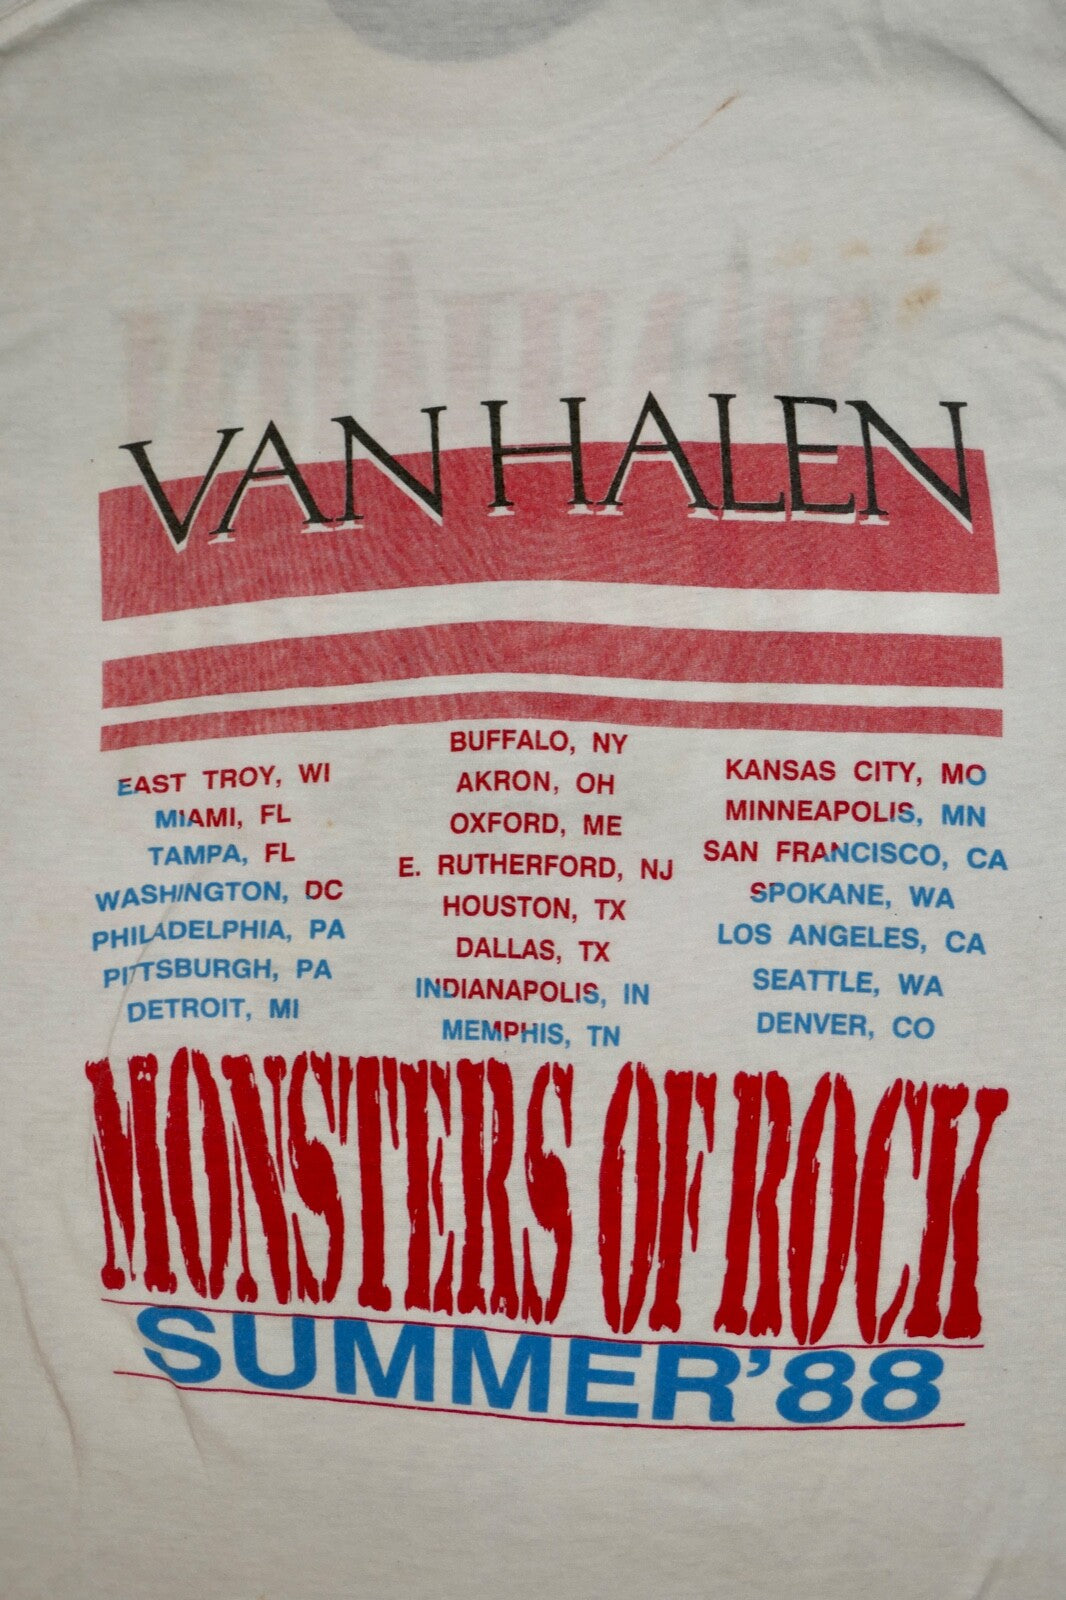 VAN HALEN
EAST TROY, WI
MIAMI, FL
TAMPA, FL
WASHINGTON, DC
PHILADELPHIA, PA
PITTSBURGH, PA
DETROIT, MI
BUFFALO, NY
AKRON, OH
OXFORD, ME
E. RUTHERFORD, NJ
HOUSTON, TX
DALLAS, TX
INDIANAPOLIS, IN
MEMPHIS, TN
KANSAS CITY, MO
MINNEAPOLIS, MN
SAN FRANCISCO, CA
SPOKANE, WA
LOS ANGELES, CA
SEATTLE, WA
DENVER, CO
MONSTERS OF ROCK
SUMMER'88